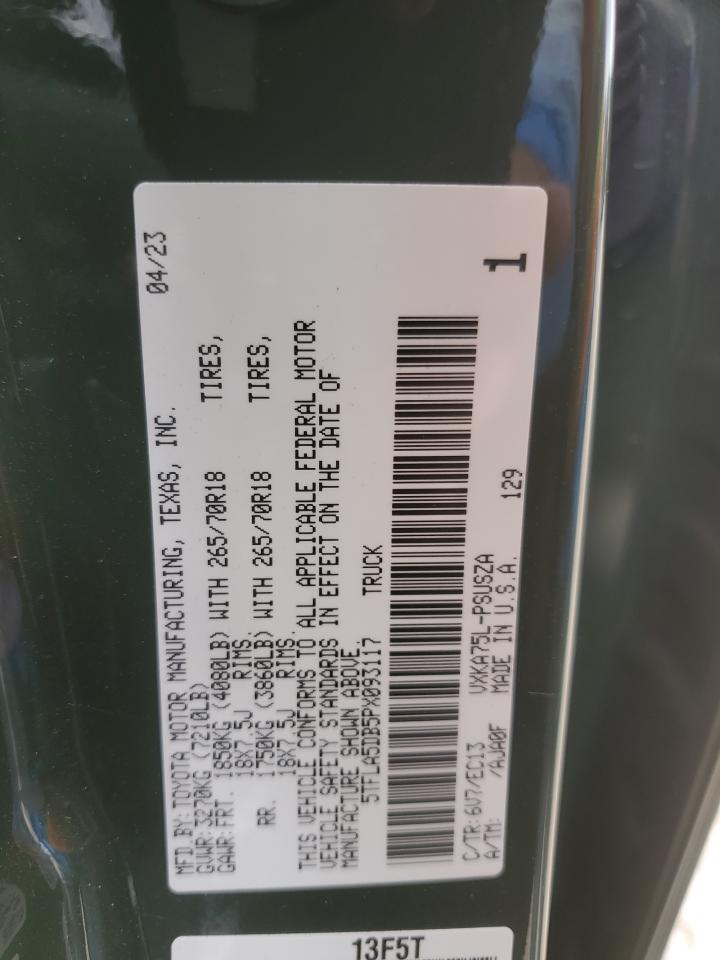 MFD.BY:TOYOTA MOTOR MANUFACTURING, TEXAS, INC. 04/23
GVWR:3270KG (7210LB)
GAWR:FRT. 1850KG (4080LB) WITH 265/70R18 TIRES,
18X7.5J RIMS.
RR. 1750KG (3860LB) WITH 265/70R18 TIRES,
18X7.5J RIMS.
THIS VEHICLE CONFORMS TO ALL APPLICABLE FEDERAL MOTOR
VEHICLE SAFETY STANDARDS IN EFFECT ON THE DATE OF
MANUFACTURE SHOWN ABOVE.
5TFLA5DB5PX093117 TRUCK
C/TR:6V7/EC13 VXKA75L-PSUSZA
A/TM: /AJA0F MADE IN U.S.A. 129
1
13F5T